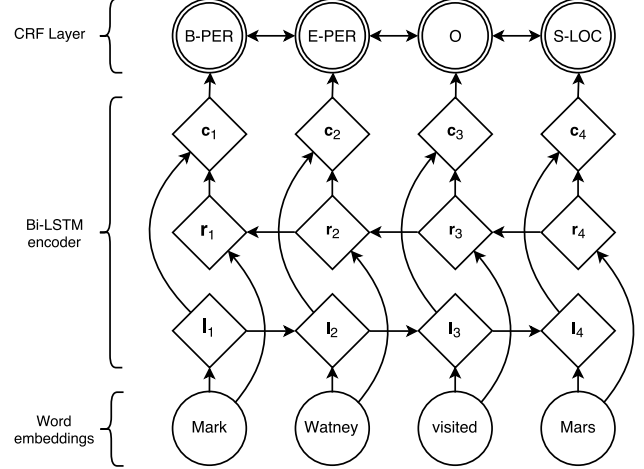 CRF Layer
B-PER E-PER O S-LOC
c1 c2 c3 c4
Bi-LSTM
encoder
r1 r2 r3 r4
l1 l2 l3 l4
Word
embeddings
Mark Watney visited Mars